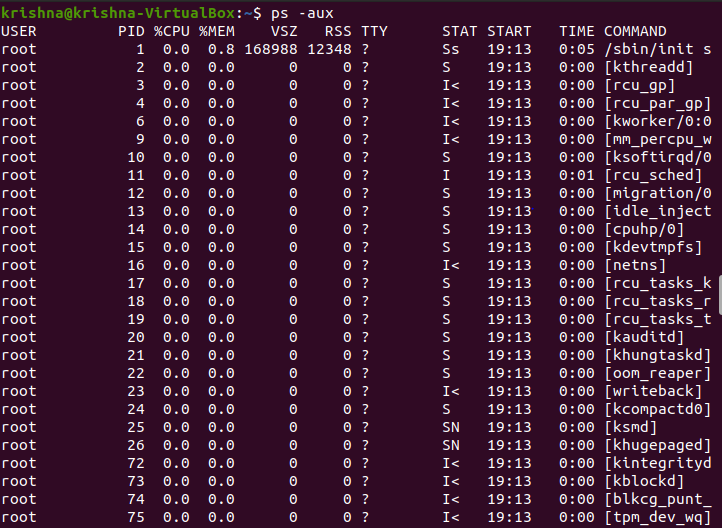 krishna@krishna-VirtualBox:~$ ps -aux
USER PID %CPU %MEM VSZ RSS TTY STAT START TIME COMMAND
root 1 0.0 0.8 168988 12348 ? Ss 19:13 0:05 /sbin/init s
root 2 0.0 0.0 0 0 ? S 19:13 0:00 [kthreadd]
root 3 0.0 0.0 0 0 ? I< 19:13 0:00 [rcu_gp]
root 4 0.0 0.0 0 0 ? I< 19:13 0:00 [rcu_par_gp]
root 6 0.0 0.0 0 0 ? I< 19:13 0:00 [kworker/0:0
root 9 0.0 0.0 0 0 ? I< 19:13 0:00 [mm_percpu_w
root 10 0.0 0.0 0 0 ? S 19:13 0:00 [ksoftirqd/0
root 11 0.0 0.0 0 0 ? I 19:13 0:01 [rcu_sched]
root 12 0.0 0.0 0 0 ? S 19:13 0:00 [migration/0
root 13 0.0 0.0 0 0 ? S 19:13 0:00 [idle_inject
root 14 0.0 0.0 0 0 ? S 19:13 0:00 [cpuhp/0]
root 15 0.0 0.0 0 0 ? S 19:13 0:00 [kdevtmpfs]
root 16 0.0 0.0 0 0 ? I< 19:13 0:00 [netns]
root 17 0.0 0.0 0 0 ? S 19:13 0:00 [rcu_tasks_k
root 18 0.0 0.0 0 0 ? S 19:13 0:00 [rcu_tasks_r
root 19 0.0 0.0 0 0 ? S 19:13 0:00 [rcu_tasks_t
root 20 0.0 0.0 0 0 ? S 19:13 0:00 [kauditd]
root 21 0.0 0.0 0 0 ? S 19:13 0:00 [khungtaskd]
root 22 0.0 0.0 0 0 ? S 19:13 0:00 [oom_reaper]
root 23 0.0 0.0 0 0 ? I< 19:13 0:00 [writeback]
root 24 0.0 0.0 0 0 ? S 19:13 0:00 [kcompactd0]
root 25 0.0 0.0 0 0 ? SN 19:13 0:00 [ksmd]
root 26 0.0 0.0 0 0 ? SN 19:13 0:00 [khugepaged]
root 72 0.0 0.0 0 0 ? I< 19:13 0:00 [kintegrityd
root 73 0.0 0.0 0 0 ? I< 19:13 0:00 [kblockd]
root 74 0.0 0.0 0 0 ? I< 19:13 0:00 [blkcg_punt_
root 75 0.0 0.0 0 0 ? I< 19:13 0:00 [tpm_dev_wq]